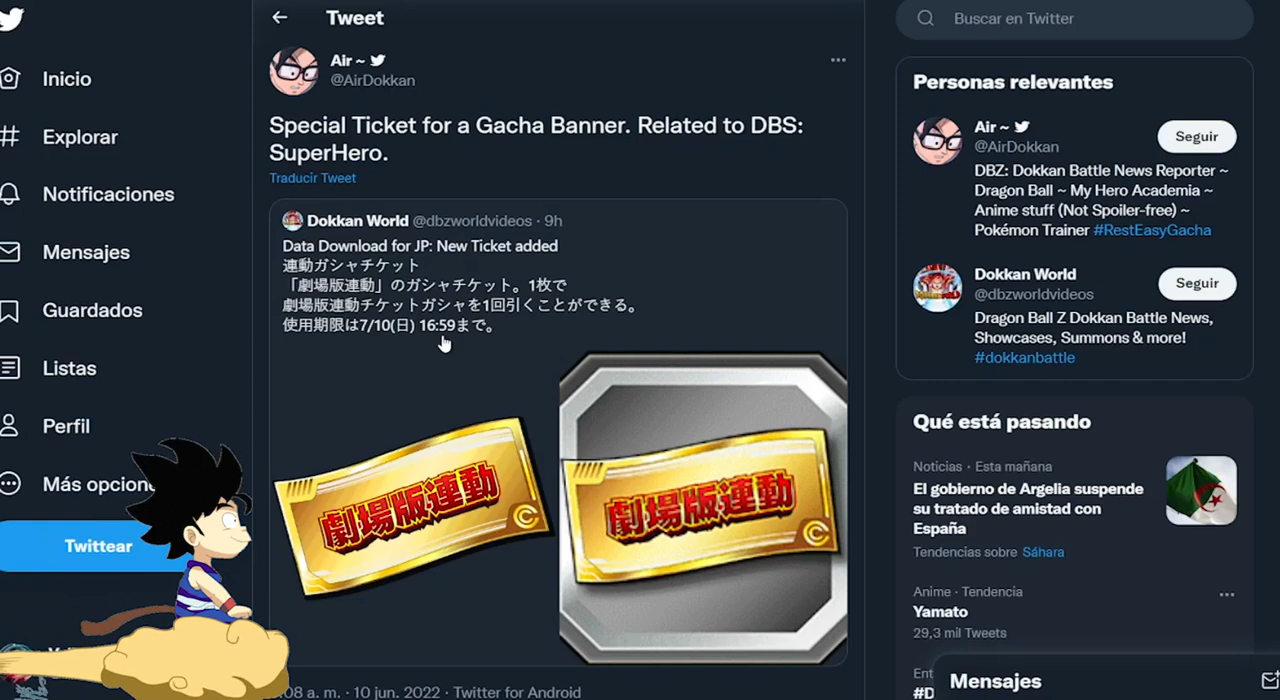 Tweet
Air ~
@AirDokkan
Special Ticket for a Gacha Banner. Related to DBS:
SuperHero.
Traducir Tweet
Dokkan World @dbzworldvideos · 9h
Data Download for JP: New Ticket added
連動ガシャチケット
「劇場版連動」のガシャチケット。1枚で
劇場版連動チケットガシャを1回引くことができる。
使用期限は7/10(日) 16:59まで。
劇場版連動
劇場版連動
08 a. m. · 10 jun. 2022 · Twitter for Android
Inicio
Explorar
Notificaciones
Mensajes
Guardados
Listas
Perfil
Más opcione
Twittear
Buscar en Twitter
Personas relevantes
Air ~
@AirDokkan
Seguir
DBZ: Dokkan Battle News Reporter ~
Dragon Ball ~ My Hero Academia ~
Anime stuff (Not Spoiler-free) ~
Pokémon Trainer #RestEasyGacha
Dokkan World
@dbzworldvideos
Seguir
Dragon Ball Z Dokkan Battle News,
Showcases, Summons & more!
#dokkanbattle
Qué está pasando
Noticias · Esta mañana
El gobierno de Argelia suspende
su tratado de amistad con
España
Tendencias sobre Sáhara
Anime · Tendencia
Yamato
29,3 mil Tweets
Mensajes